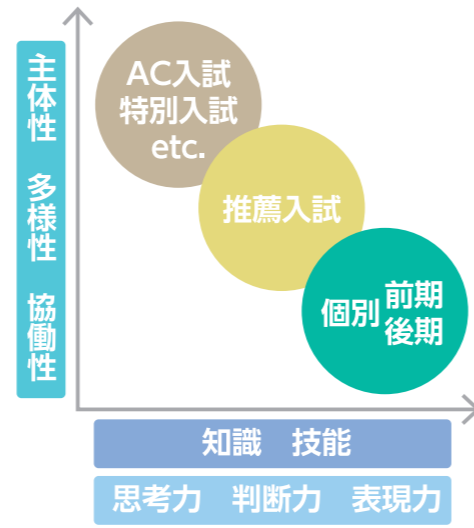 主体性 多様性 協働性
AC入試
特別入試
etc.
推薦入試
個別 前期
後期
知識 技能
思考力 判断力 表現力